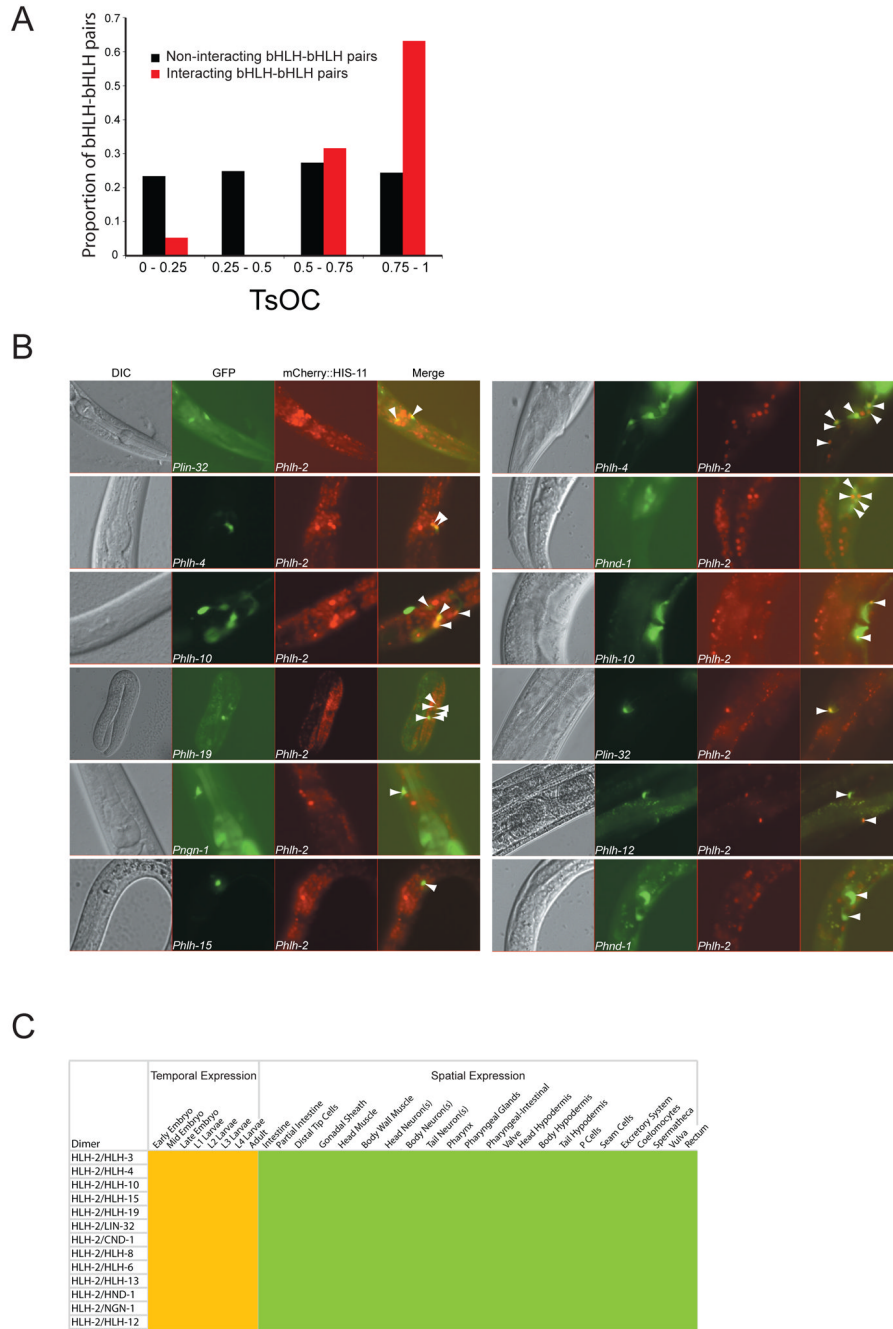 A
Proportion of bHLH-bHLH pairs
0.7
0.6
0.5
0.4
0.3
0.2
0.1
0
Non-interacting bHLH-bHLH pairs
Interacting bHLH-bHLH pairs
0 - 0.25
0.25 - 0.5
0.5 - 0.75
0.75 - 1
TsOC
B
DIC
GFP
mCherry::HIS-11
Merge
Plin-32
Phlh-2
Phlh-4
Phlh-2
Phlh-10
Phlh-2
Phlh-19
Phlh-2
Pngn-1
Phlh-2
Phlh-15
Phlh-2
Phlh-4
Phlh-2
Phnd-1
Phlh-2
Phlh-10
Phlh-2
Plin-32
Phlh-2
Phlh-12
Phlh-2
Phnd-1
Phlh-2
C
Temporal Expression
Spatial Expression
Dimer
Early Embryo
Mid Embryo
Late Embryo
L1 Larvae
L2 Larvae
L3 Larvae
L4 Larvae
Adult
Intestine
Partial Intestine
Distal Tip Cells
Gonadal Sheath
Head Muscle
Body Wall Muscle
Head Neuron(s)
Body Neuron(s)
Tail Neuron(s)
Pharynx
Pharyngeal Glands
Pharyngeal-Intestinal
Valve
Head Hypodermis
Body Hypodermis
Tail Hypodermis
P Cells
Seam Cells
Excretory System
Coelomocytes
Spermatheca
Vulva
Rectum
HLH-2/HLH-3
HLH-2/HLH-4
HLH-2/HLH-10
HLH-2/HLH-15
HLH-2/HLH-19
HLH-2/LIN-32
HLH-2/CND-1
HLH-2/HLH-8
HLH-2/HLH-6
HLH-2/HLH-13
HLH-2/HND-1
HLH-2/NGN-1
HLH-2/HLH-12